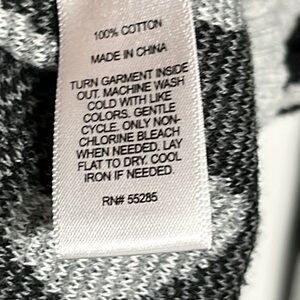 100% COTTON
MADE IN CHINA
TURN GARMENT INSIDE
OUT. MACHINE WASH
COLD WITH LIKE
COLORS. GENTLE
CYCLE. ONLY NON-
CHLORINE BLEACH
WHEN NEEDED. LAY
FLAT TO DRY. COOL
IRON IF NEEDED.
RN# 55285